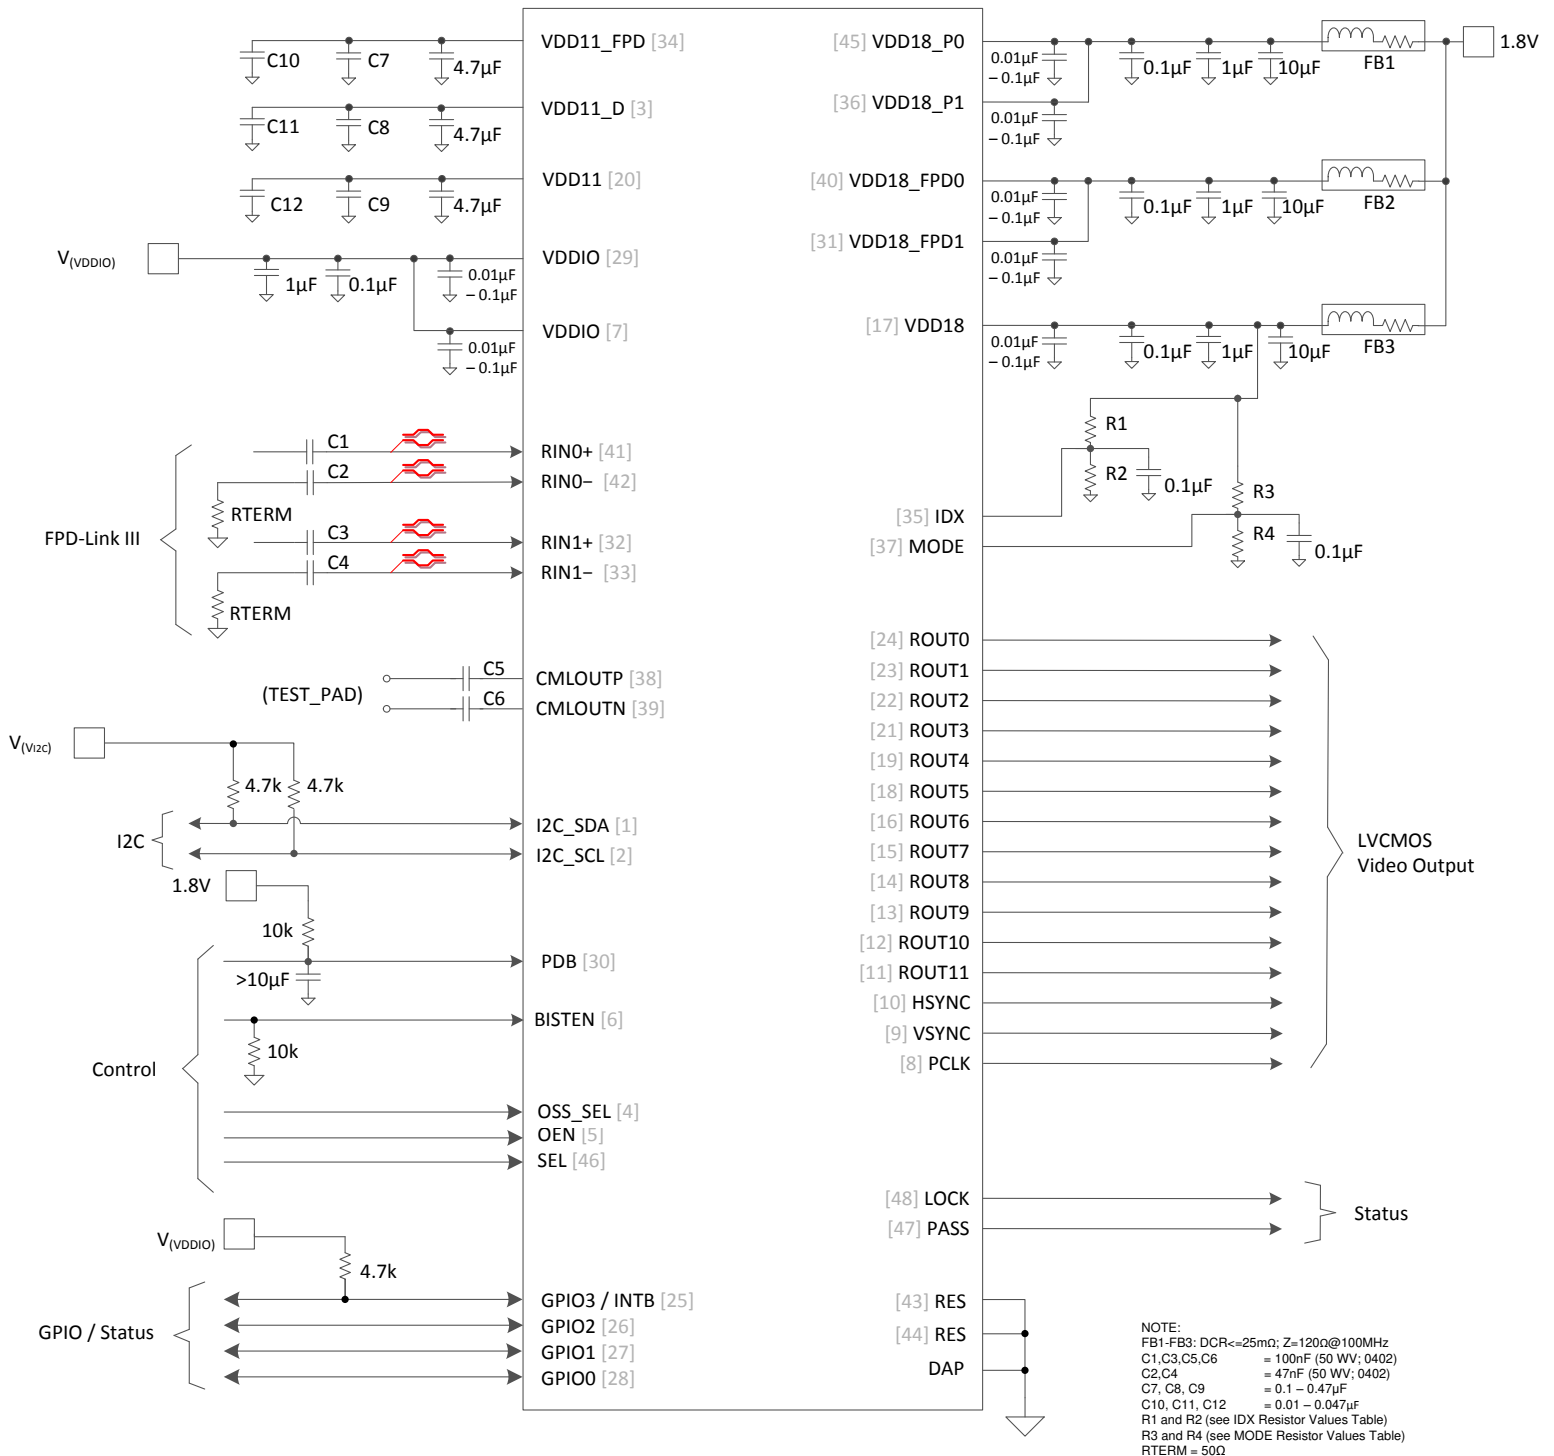 VDD11_FPD [34]
C10
C7
4.7µF
VDD11_D [3]
C11
C8
4.7µF
VDD11 [20]
C12
C9
4.7µF
V(VDDIO)
VDDIO [29]
1µF
0.1µF
0.01µF
– 0.1µF
VDDIO [7]
0.01µF
– 0.1µF
FPD-Link III
C1
RIN0+ [41]
C2
RIN0– [42]
RTERM
C3
RIN1+ [32]
C4
RIN1– [33]
RTERM
(TEST_PAD)
C5
CMLOUTP [38]
C6
CMLOUTN [39]
V(VI2C)
4.7k
4.7k
I2C
I2C_SDA [1]
I2C_SCL [2]
1.8V
10k
PDB [30]
>10µF
BISTEN [6]
10k
Control
OSS_SEL [4]
OEN [5]
SEL [46]
V(VDDIO)
4.7k
GPIO / Status
GPIO3 / INTB [25]
GPIO2 [26]
GPIO1 [27]
GPIO0 [28]
[45] VDD18_P0
0.01µF
– 0.1µF
0.1µF
1µF
10µF
FB1
1.8V
[36] VDD18_P1
0.01µF
– 0.1µF
[40] VDD18_FPD0
0.01µF
– 0.1µF
0.1µF
1µF
10µF
FB2
[31] VDD18_FPD1
0.01µF
– 0.1µF
[17] VDD18
0.01µF
– 0.1µF
0.1µF
1µF
10µF
FB3
R1
R2
0.1µF
R3
[35] IDX
R4
0.1µF
[37] MODE
[24] ROUT0
[23] ROUT1
[22] ROUT2
[21] ROUT3
[19] ROUT4
[18] ROUT5
[16] ROUT6
[15] ROUT7
[14] ROUT8
[13] ROUT9
[12] ROUT10
[11] ROUT11
[10] HSYNC
[9] VSYNC
[8] PCLK
LVCMOS
Video Output
[48] LOCK
[47] PASS
Status
[43] RES
[44] RES
DAP
NOTE:
FB1-FB3: DCR<=25mΩ; Z=120Ω@100MHz
C1,C3,C5,C6 = 100nF (50 WV; 0402)
C2,C4 = 47nF (50 WV; 0402)
C7, C8, C9 = 0.1 – 0.47µF
C10, C11, C12 = 0.01 – 0.047µF
R1 and R2 (see IDX Resistor Values Table)
R3 and R4 (see MODE Resistor Values Table)
RTERM = 50Ω